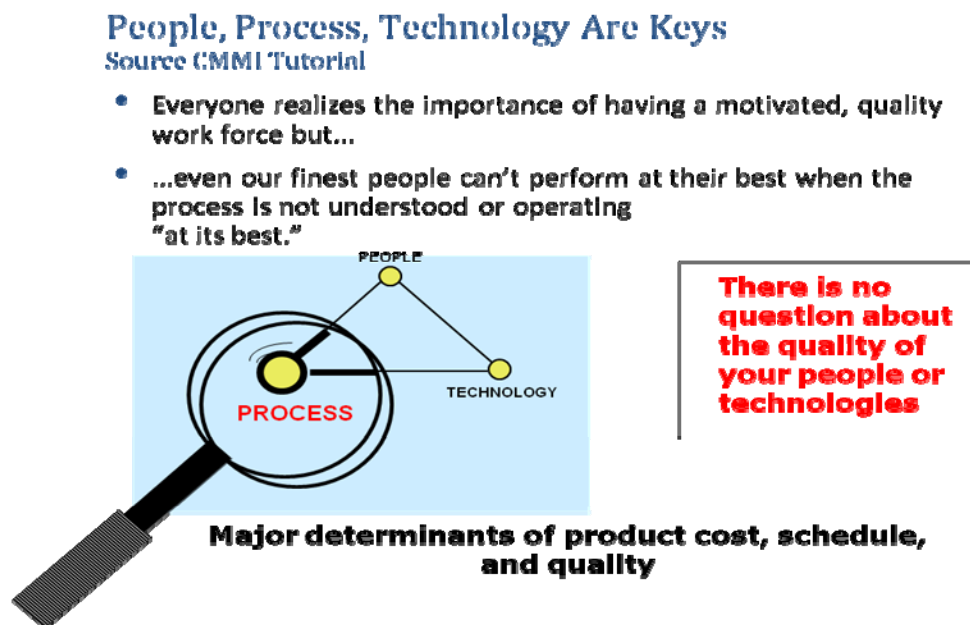 People, Process, Technology Are Keys
Source CMMI Tutorial
• Everyone realizes the importance of having a motivated, quality
work force but...
• ...even our finest people can't perform at their best when the
process is not understood or operating
"at its best."
PEOPLE
There is no
question about
the quality of
your people or
technologies
TECHNOLOGY
PROCESS
Major determinants of product cost, schedule,
and quality